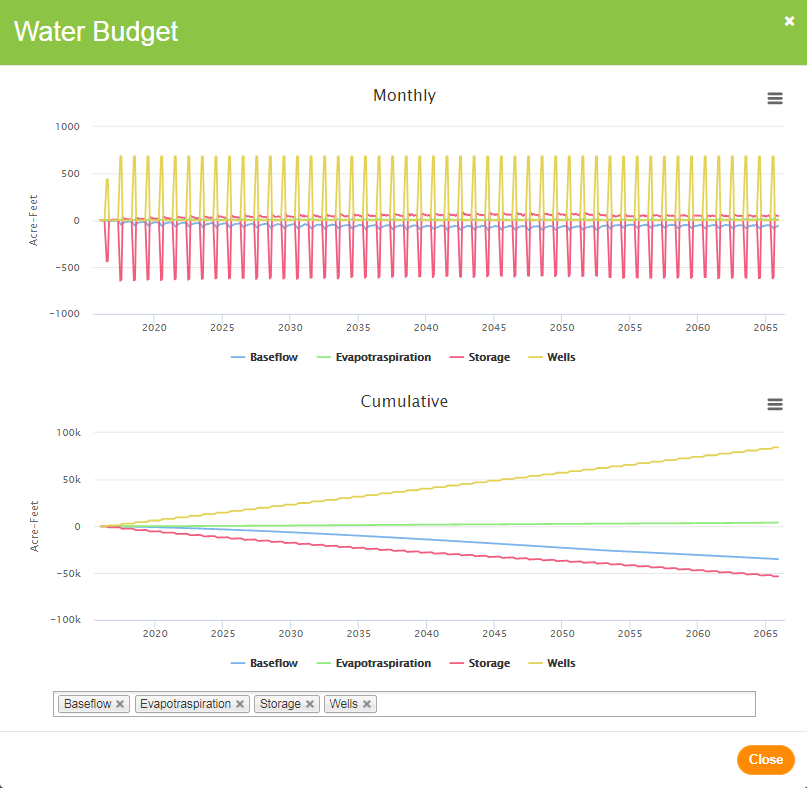 Water Budget
Monthly
1000
500
0
-500
-1000
Acre-Feet
2020 2025 2030 2035 2040 2045 2050 2055 2060 2065
Baseflow Evapotraspiration Storage Wells
Cumulative
100k
50k
0
-50k
-100k
Acre-Feet
2020 2025 2030 2035 2040 2045 2050 2055 2060 2065
Baseflow Evapotraspiration Storage Wells
Baseflow Evapotraspiration Storage Wells
Close